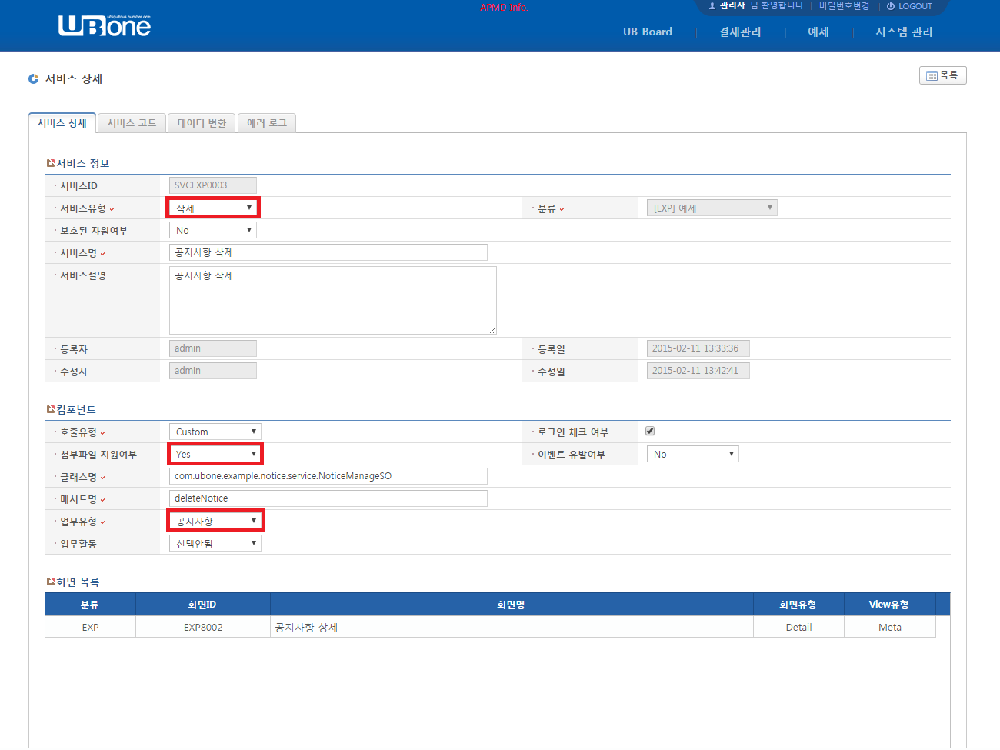 APMD Info.
관리자 님 환영합니다 비밀번호변경 LOGOUT
ubiquitous number one
UBone
UB-Board 결재관리 예제 시스템 관리
서비스 상세
목록
서비스 상세 서비스 코드 데이터 변환 에러 로그
서비스 정보
서비스ID SVCEXP0003
서비스유형 삭제 분류 [EXP] 예제
보호된 자원여부 No
서비스명 공지사항 삭제
서비스설명 공지사항 삭제
등록자 admin 등록일 2015-02-11 13:33:36
수정자 admin 수정일 2015-02-11 13:42:41
컴포넌트
호출유형 Custom 로그인 체크 여부
첨부파일 지원여부 Yes 이벤트 유발여부 No
클래스명 com.ubone.example.notice.service.NoticeManageSO
메서드명 deleteNotice
업무유형 공지사항
업무활동 선택안됨
화면 목록
분류 화면ID 화면명 화면유형 View유형
EXP EXP8002 공지사항 상세 Detail Meta